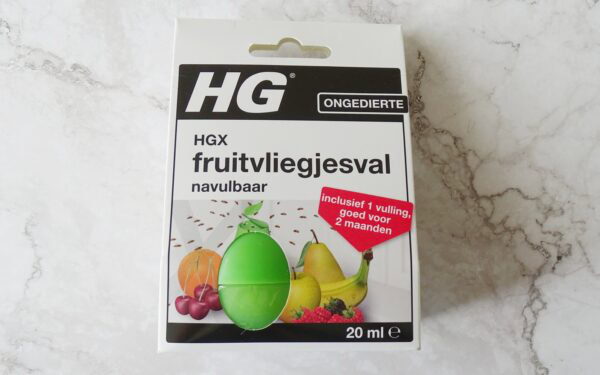 HG®
ONGEDIERTE
HGX
fruitvliegjesval
navulbaar
inclusief 1 vulling,
goed voor
2 maanden
20 ml ℮